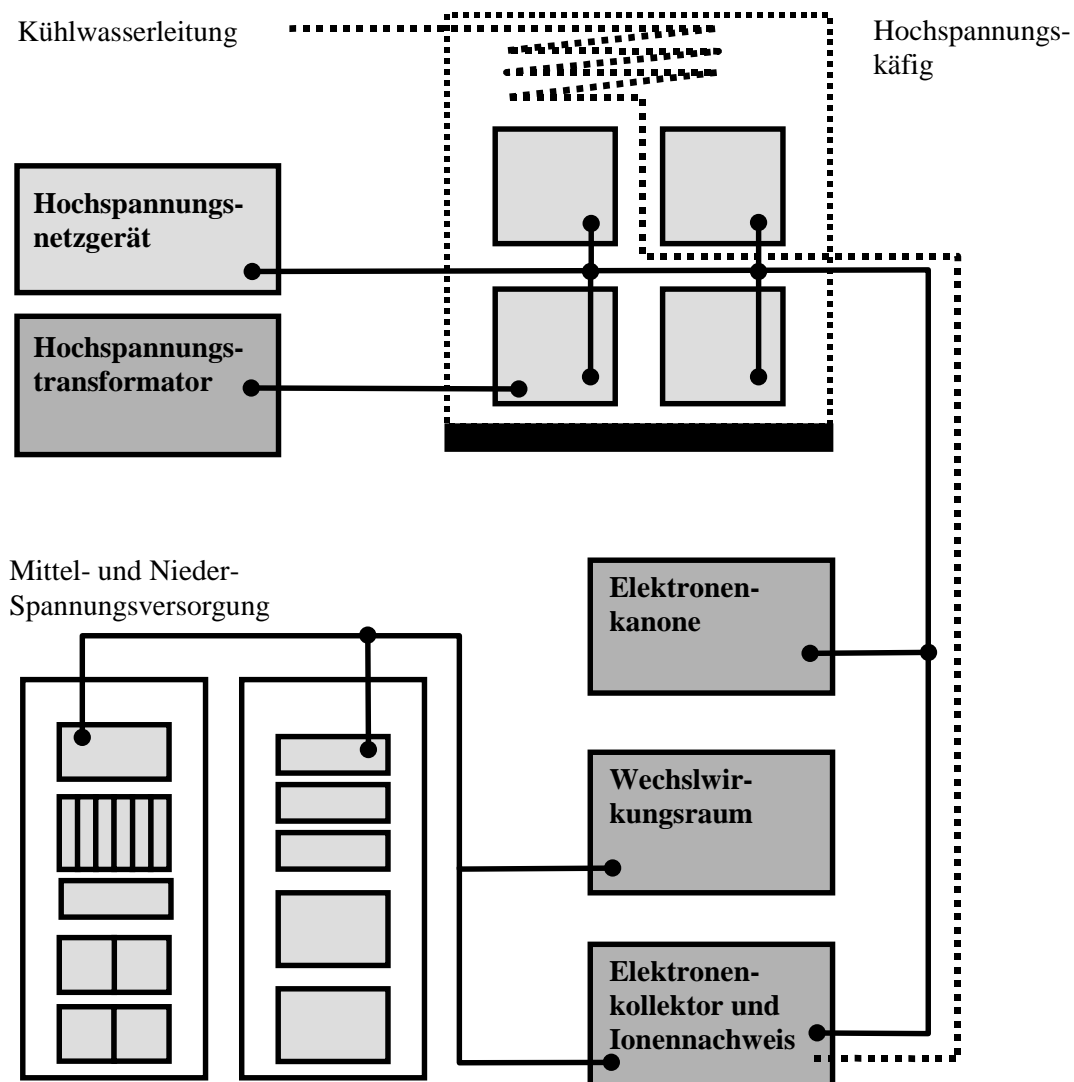 Kühlwasserleitung
Hochspannungs-
käfig
Hochspannungs-
netzgerät
Hochspannungs-
transformator
Mittel- und Nieder-
Spannungsversorgung
Elektronen-
kanone
Wechslwir-
kungsraum
Elektronen-
kollektor und
Ionennachweis